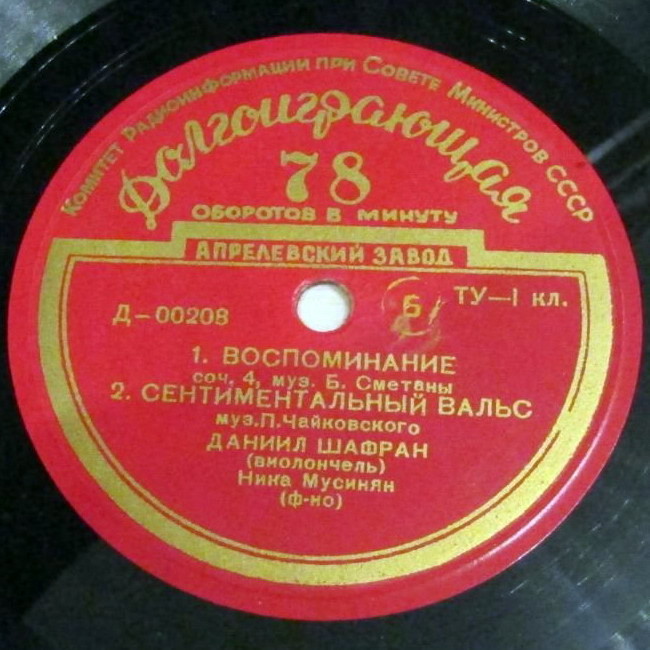 Комитет Радиоинформации при Совете Министров СССР
Долгоиграющая
78
ОБОРОТОВ В МИНУТУ
АПРЕЛЕВСКИЙ ЗАВОД
Д-00208
Б
ТУ-I кл.
1. ВОСПОМИНАНИЕ
соч. 4, муз. Б. Сметаны
2. СЕНТИМЕНТАЛЬНЫЙ ВАЛЬС
муз.П.Чайковского
ДАНИИЛ ШАФРАН
(виолончель)
Ника Мусинян
(ф-но)